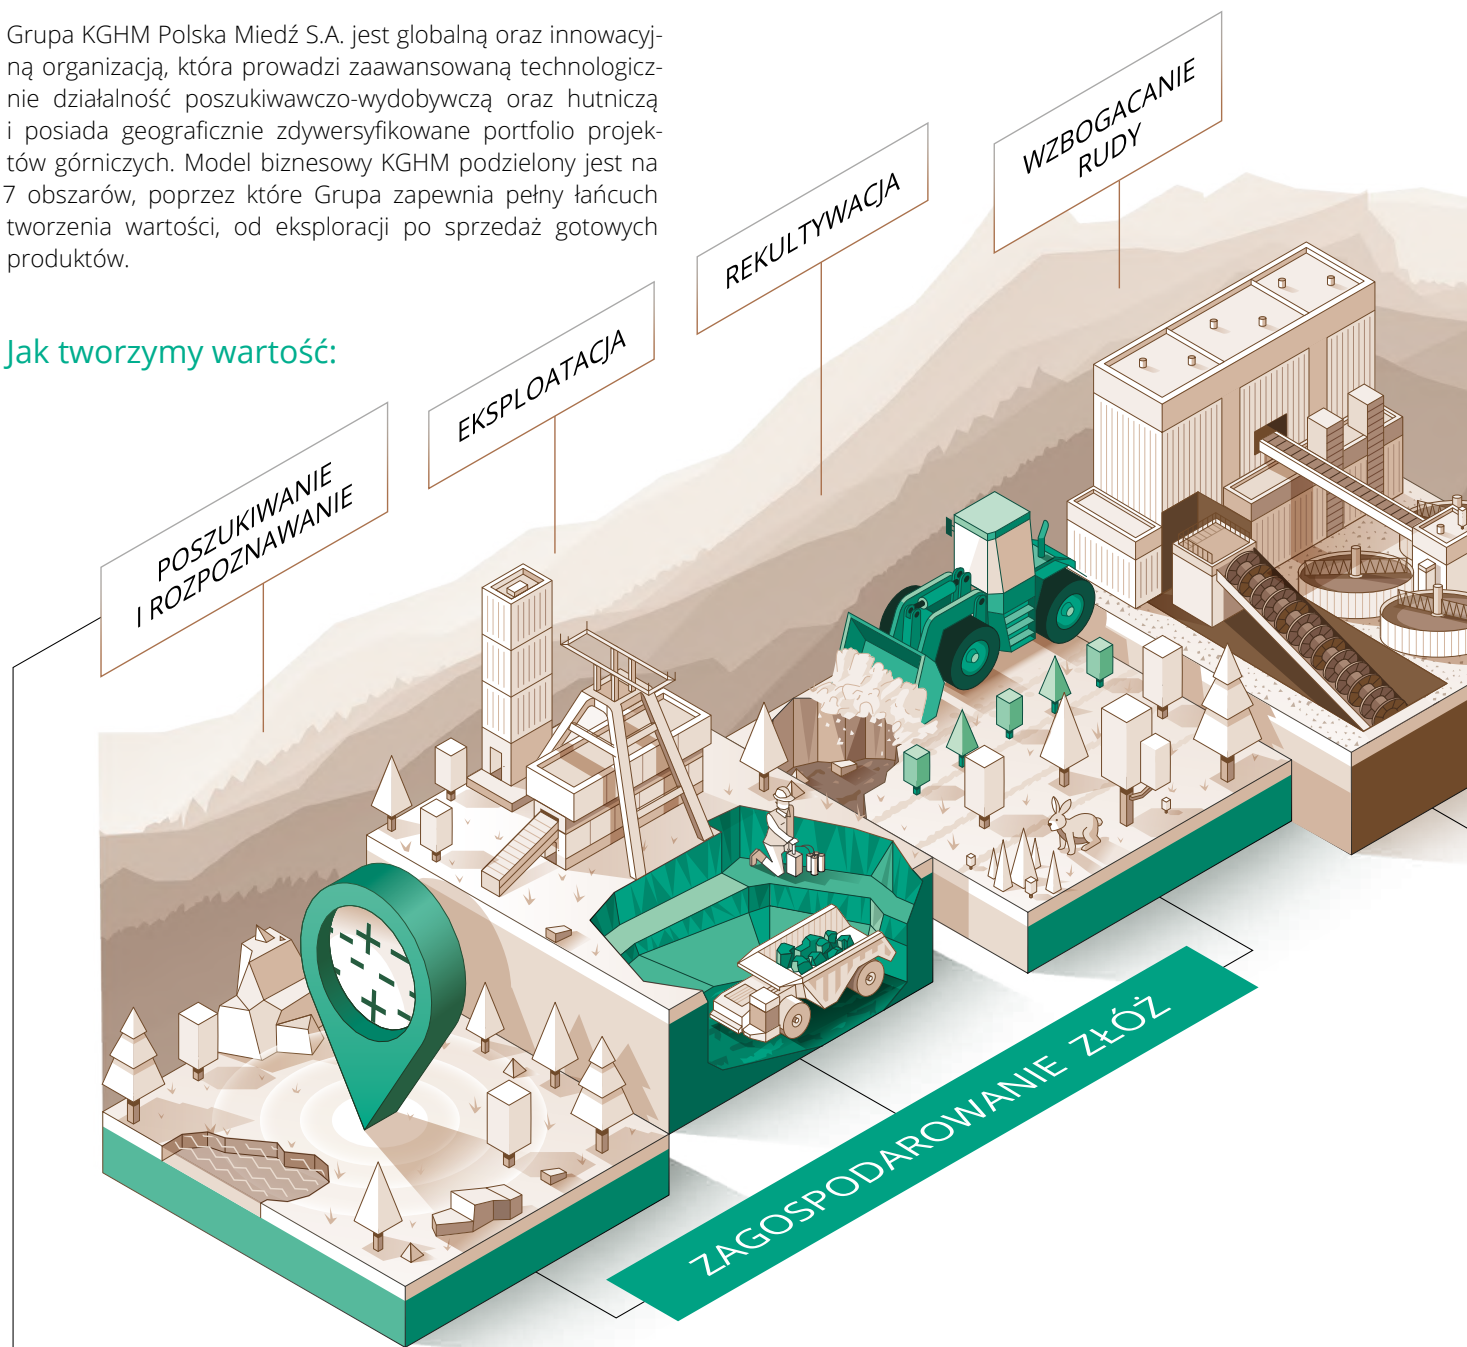 Grupa KGHM Polska Miedź S.A. jest globalną oraz innowacyj-
ną organizacją, która prowadzi zaawansowaną technologicz-
nie działalność poszukiwawczo-wydobywczą oraz hutniczą
i posiada geograficznie zdywersyfikowane portfolio projek-
tów górniczych. Model biznesowy KGHM podzielony jest na
7 obszarów, poprzez które Grupa zapewnia pełny łańcuch
tworzenia wartości, od eksploracji po sprzedaż gotowych
produktów.
Jak tworzymy wartość:
POSZUKIWANIE
I ROZPOZNAWANIE
EKSPLOATACJA
REKULTYWACJA
WZBOGACANIE
RUDY
ZAGOSPODAROWANIE ZŁÓŻ